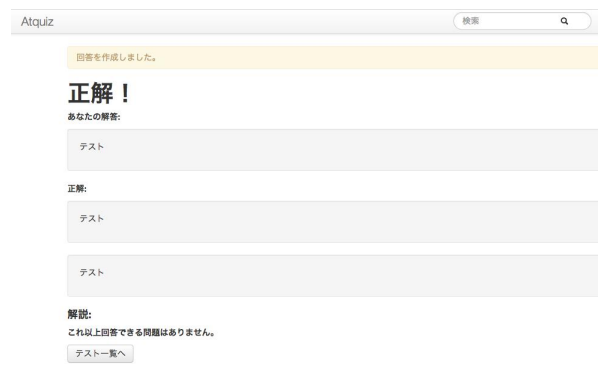 Atquiz
検索
回答を作成しました。
正解！
あなたの解答:
テスト
正解:
テスト
テスト
解説:
これ以上回答できる問題はありません。
テスト一覧へ